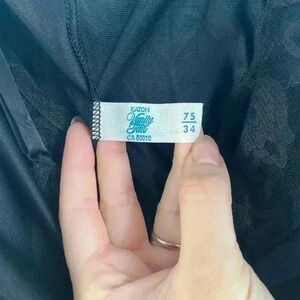 EATON
Vanity
Fair
CA 00010
75
34